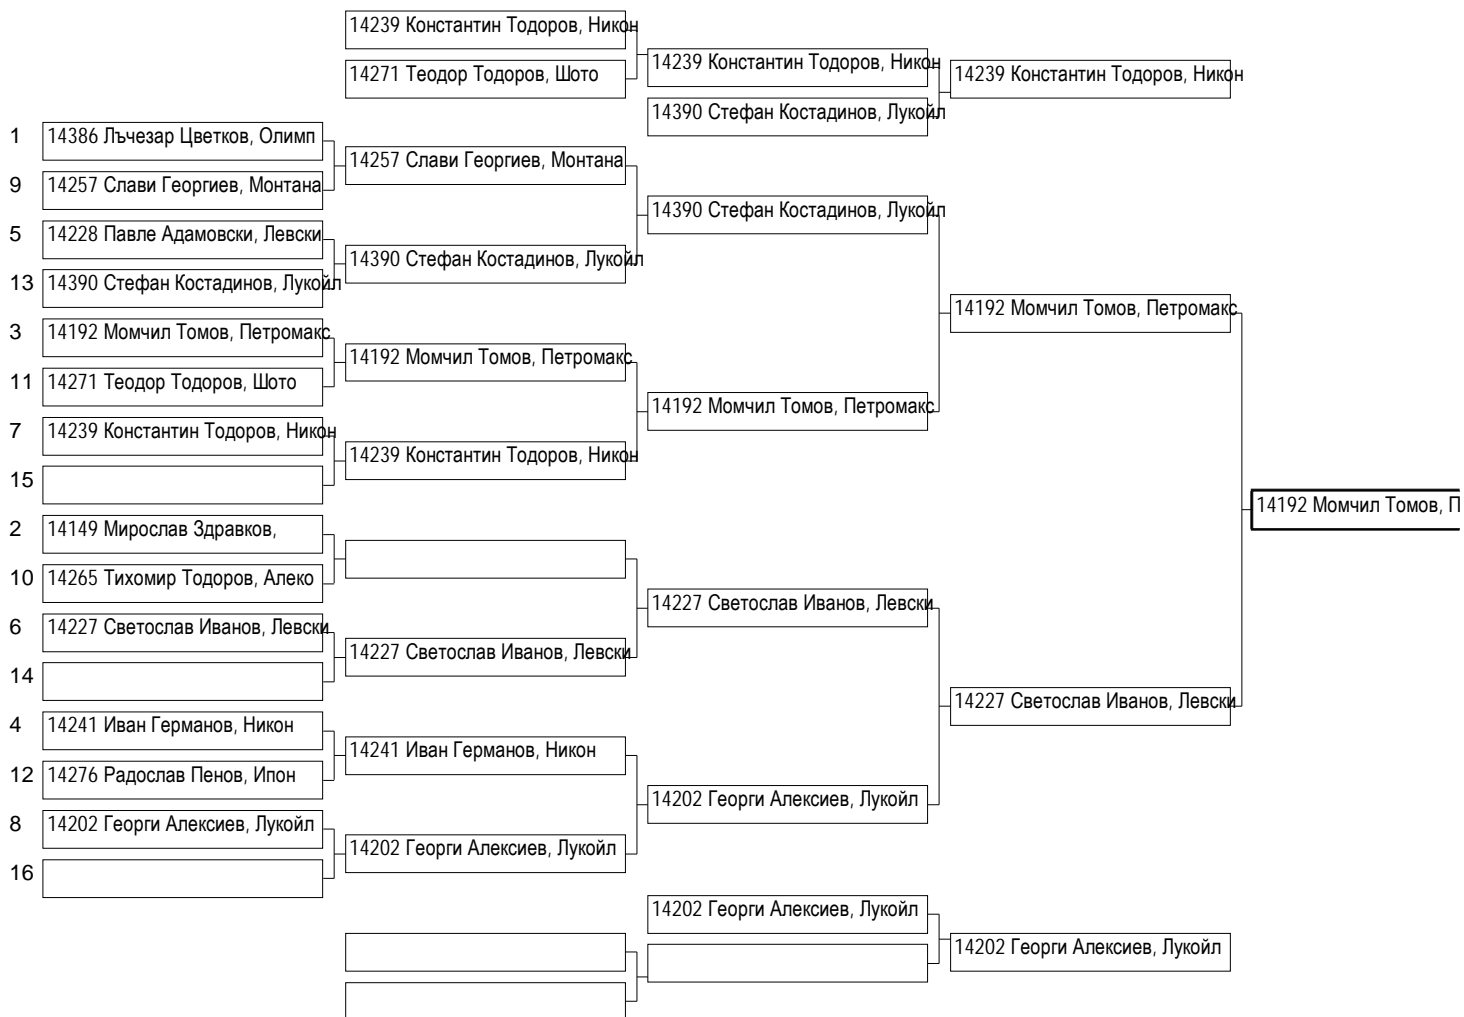 14239 Константин Тодоров, Никон
14271 Теодор Тодоров, Шото
14239 Константин Тодоров, Никон
14390 Стефан Костадинов, Лукойл
14239 Константин Тодоров, Никон
1 14386 Лъчезар Цветков, Олимп
9 14257 Слави Георгиев, Монтана
5 14228 Павле Адамовски, Левски
13 14390 Стефан Костадинов, Лукойл
3 14192 Момчил Томов, Петромакс
11 14271 Теодор Тодоров, Шото
7 14239 Константин Тодоров, Никон
15
2 14149 Мирослав Здравков,
10 14265 Тихомир Тодоров, Алеко
6 14227 Светослав Иванов, Левски
14
4 14241 Иван Германов, Никон
12 14276 Радослав Пенов, Ипон
8 14202 Георги Алексиев, Лукойл
16
14257 Слави Георгиев, Монтана
14390 Стефан Костадинов, Лукойл
14192 Момчил Томов, Петромакс
14239 Константин Тодоров, Никон
14227 Светослав Иванов, Левски
14241 Иван Германов, Никон
14202 Георги Алексиев, Лукойл
14390 Стефан Костадинов, Лукойл
14192 Момчил Томов, Петромакс
14227 Светослав Иванов, Левски
14202 Георги Алексиев, Лукойл
14192 Момчил Томов, Петромакс
14227 Светослав Иванов, Левски
14192 Момчил Томов, П
14202 Георги Алексиев, Лукойл
14202 Георги Алексиев, Лукойл